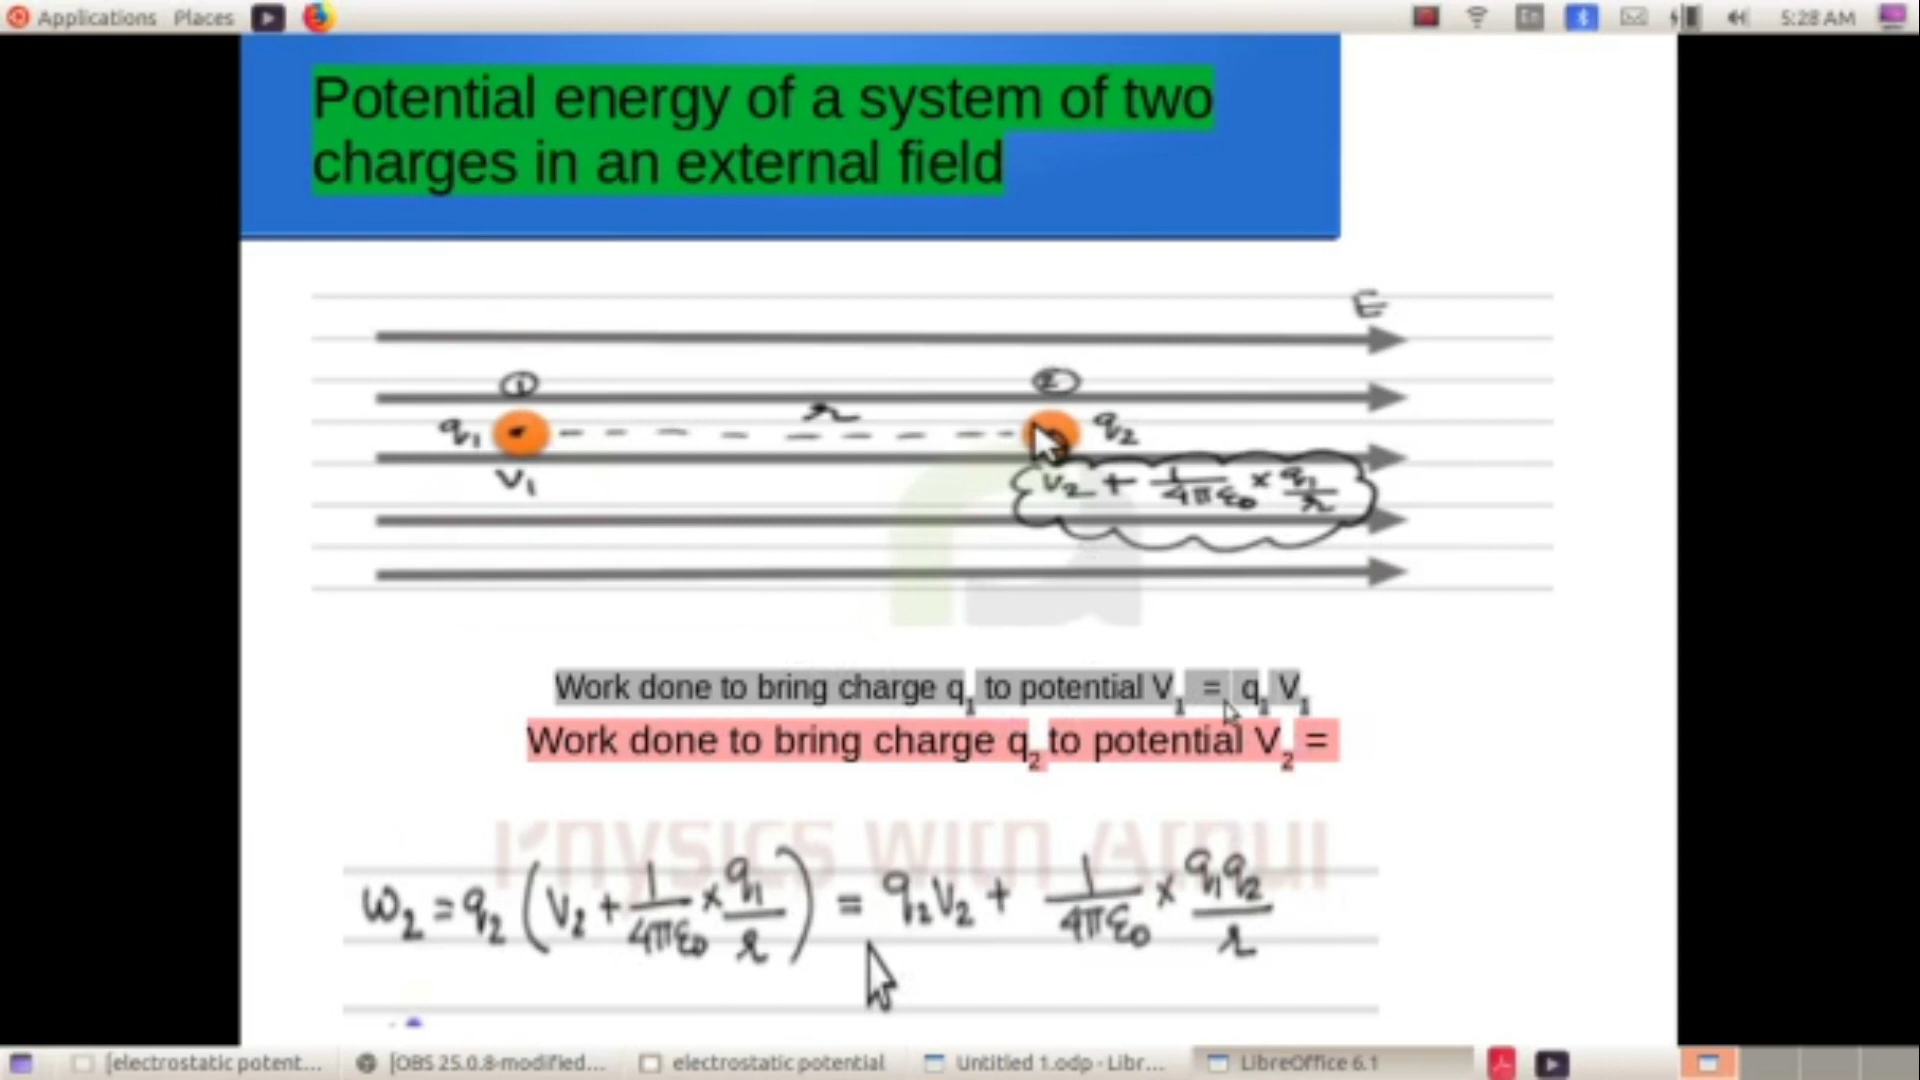 Applications Places En 5:28 AM
Potential energy of a system of two
charges in an external field
E
① ②
q₁ r q₂
V₁ V₂ + 1/4πε₀ × q₁/r
Work done to bring charge q₁ to potential V₁ = q₁ V₁
Work done to bring charge q₂ to potential V₂ =
Physics with Amul
W₂ = q₂ (V₂ + 1/4πε₀ × q₁/r) = q₂V₂ + 1/4πε₀ × q₁q₂/r
[electrostatic potent... [OBS 25.0.8-modified... electrostatic potential Untitled 1.odp - Libr... LibreOffice 6.1